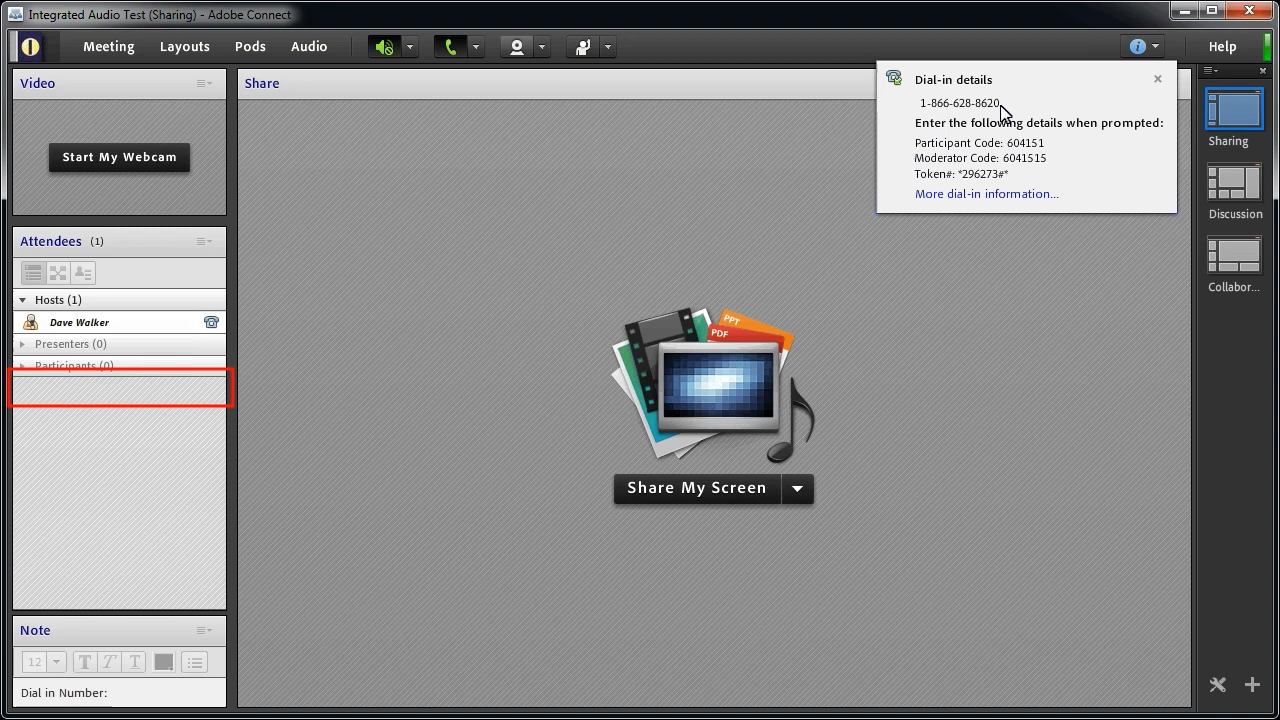 Integrated Audio Test (Sharing) - Adobe Connect
Meeting Layouts Pods Audio Help
Video
Start My Webcam
Attendees (1)
Hosts (1)
Dave Walker
Presenters (0)
Participants (0)
Note
12 T T T
Dial in Number:
Share
PPT
PDF
Share My Screen
Dial-in details
1-866-628-8620
Enter the following details when prompted:
Participant Code: 604151
Moderator Code: 6041515
Token#: *296273#*
More dial-in information...
Sharing
Discussion
Collabor...